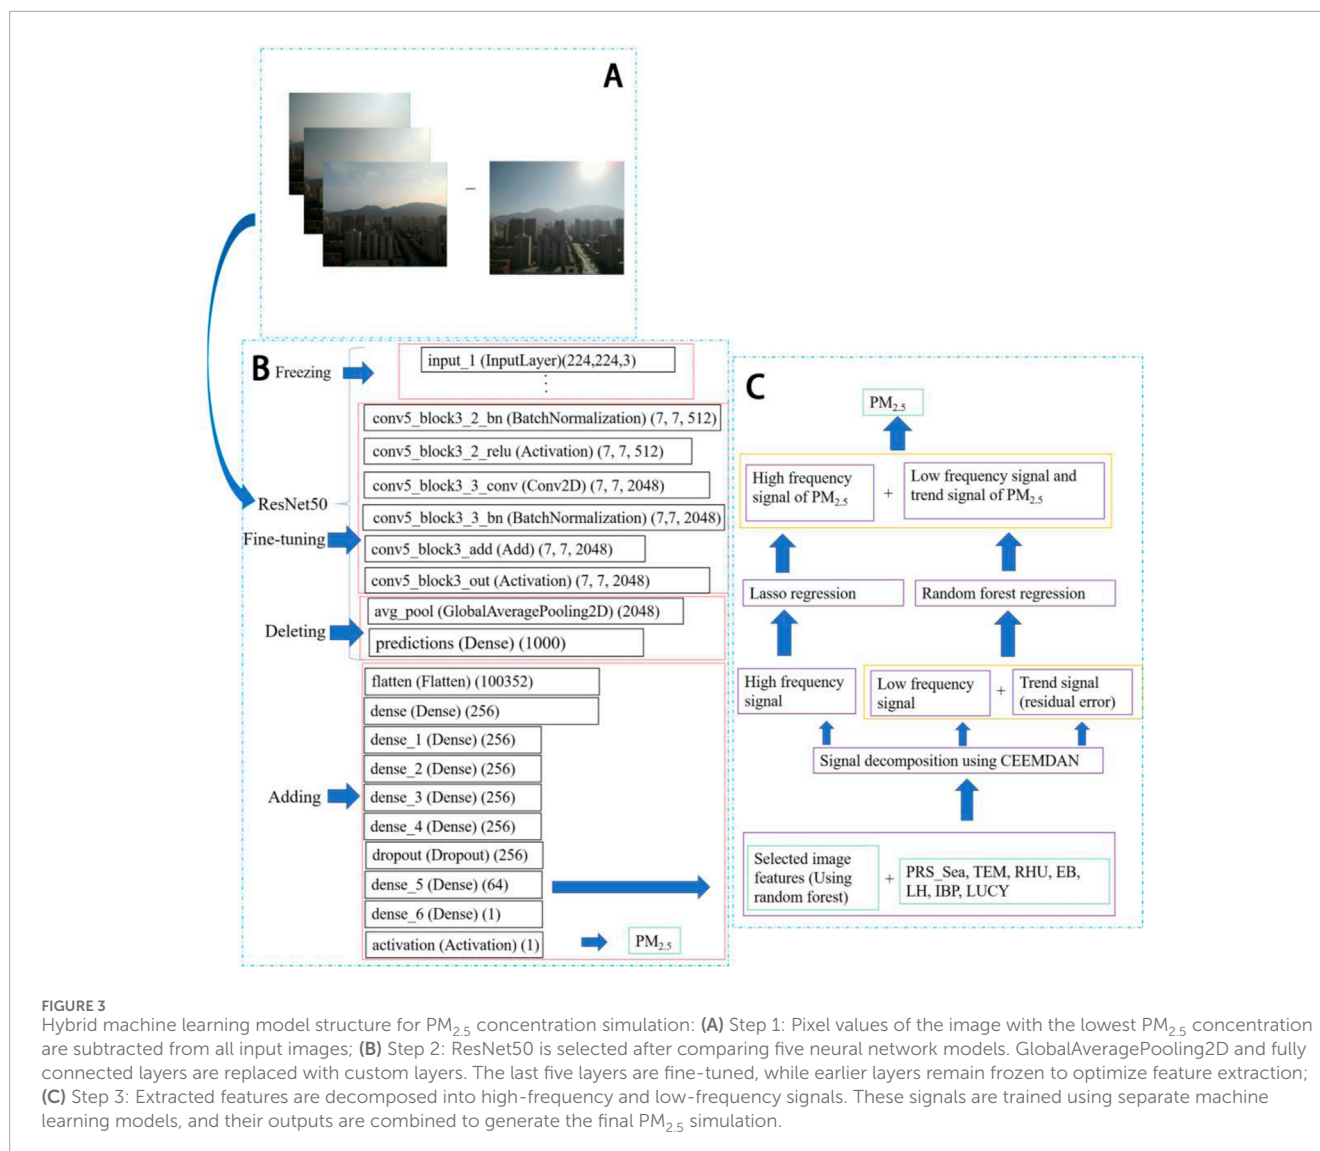 A
B
Freezing
input_1 (InputLayer)(224,224,3)
⋮
conv5_block3_2_bn (BatchNormalization) (7, 7, 512)
conv5_block3_2_relu (Activation) (7, 7, 512)
conv5_block3_3_conv (Conv2D) (7, 7, 2048)
ResNet50
conv5_block3_3_bn (BatchNormalization) (7,7, 2048)
Fine-tuning
conv5_block3_add (Add) (7, 7, 2048)
conv5_block3_out (Activation) (7, 7, 2048)
avg_pool (GlobalAveragePooling2D) (2048)
Deleting
predictions (Dense) (1000)
flatten (Flatten) (100352)
dense (Dense) (256)
dense_1 (Dense) (256)
dense_2 (Dense) (256)
Adding
dense_3 (Dense) (256)
dense_4 (Dense) (256)
dropout (Dropout) (256)
dense_5 (Dense) (64)
dense_6 (Dense) (1)
activation (Activation) (1)
PM2.5
C
PM2.5
High frequency
signal of PM2.5
+
Low frequency signal and
trend signal of PM2.5
Lasso regression
Random forest regression
High frequency
signal
Low frequency
signal
+
Trend signal
(residual error)
Signal decomposition using CEEMDAN
Selected image
features (Using
random forest)
+
PRS_Sea, TEM, RHU, EB,
LH, IBP, LUCY
FIGURE 3
Hybrid machine learning model structure for PM2.5 concentration simulation: (A) Step 1: Pixel values of the image with the lowest PM2.5 concentration
are subtracted from all input images; (B) Step 2: ResNet50 is selected after comparing five neural network models. GlobalAveragePooling2D and fully
connected layers are replaced with custom layers. The last five layers are fine-tuned, while earlier layers remain frozen to optimize feature extraction;
(C) Step 3: Extracted features are decomposed into high-frequency and low-frequency signals. These signals are trained using separate machine
learning models, and their outputs are combined to generate the final PM2.5 simulation.